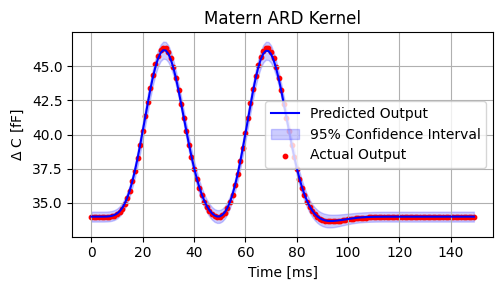 Matern ARD Kernel
Δ C [fF]
45.0
42.5
40.0
37.5
35.0
Predicted Output
95% Confidence Interval
Actual Output
0 20 40 60 80 100 120 140
Time [ms]